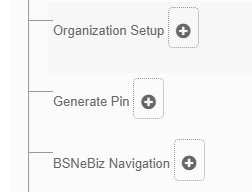 Organization Setup
Generate Pin
BSNeBiz Navigation